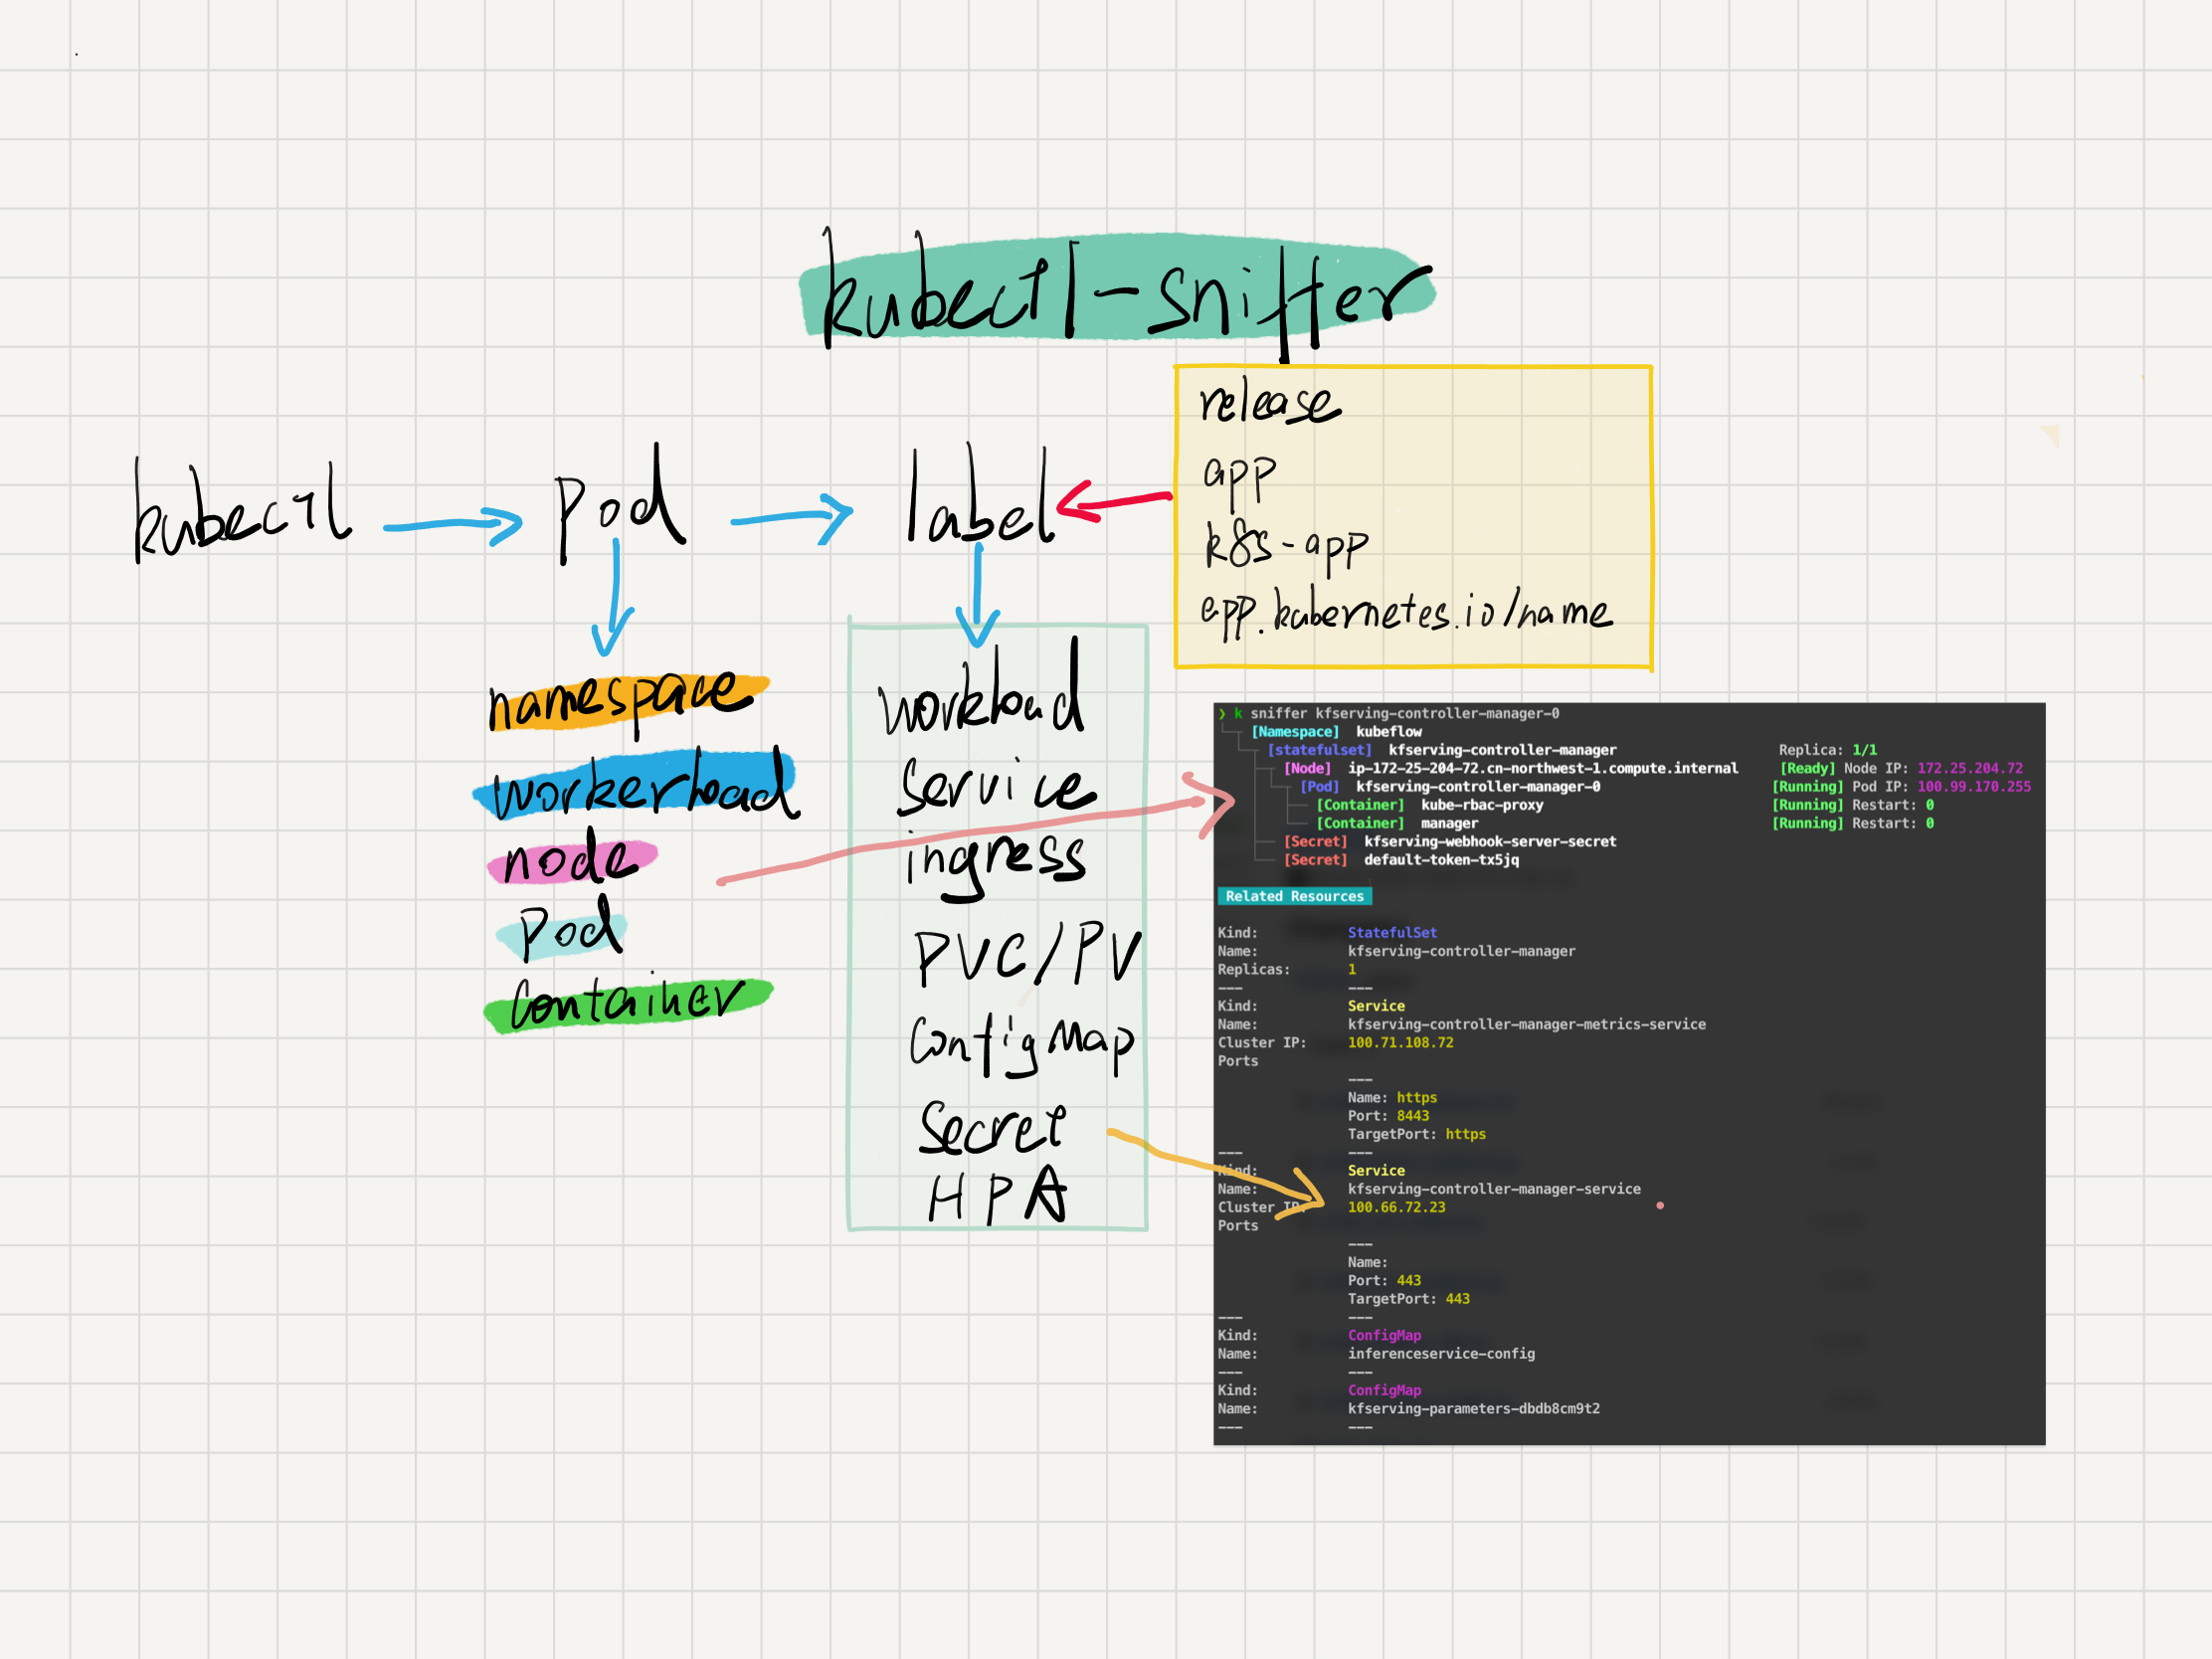 kubectl-sniffer
release
app
k8s-app
app.kubernetes.io/name
kubectl
Pod
label
namespace
workerload
node
Pod
Container
workload
Service
ingress
PVC/PV
ConfigMap
Secret
HPA
❯ k sniffer kfserving-controller-manager-0
[Namespace] kubeflow
[statefulset] kfserving-controller-manager Replica: 1/1
[Node] ip-172-25-204-72.cn-northwest-1.compute.internal [Ready] Node IP: 172.25.204.72
[Pod] kfserving-controller-manager-0 [Running] Pod IP: 100.99.170.255
[Container] kube-rbac-proxy [Running] Restart: 0
[Container] manager [Running] Restart: 0
[Secret] kfserving-webhook-server-secret
[Secret] default-token-tx5jq
Related Resources
Kind: StatefulSet
Name: kfserving-controller-manager
Replicas: 1
--- ---
Kind: Service
Name: kfserving-controller-manager-metrics-service
Cluster IP: 100.71.108.72
Ports
---
Name: https
Port: 8443
TargetPort: https
--- ---
Kind: Service
Name: kfserving-controller-manager-service
Cluster IP: 100.66.72.23
Ports
---
Name:
Port: 443
TargetPort: 443
--- ---
Kind: ConfigMap
Name: inferenceservice-config
--- ---
Kind: ConfigMap
Name: kfserving-parameters-dbdb8cm9t2
--- ---